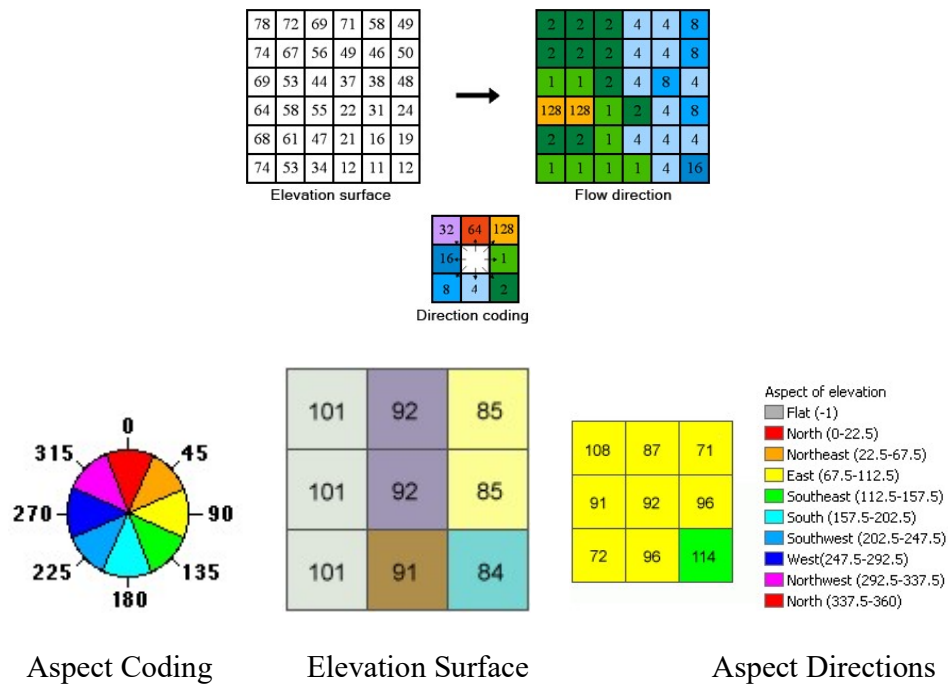 78 72 69 71 58 49
74 67 56 49 46 50
69 53 44 37 38 48
64 58 55 22 31 24
68 61 47 21 16 19
74 53 34 12 11 12
Elevation surface
2 2 2 4 4 8
2 2 2 4 4 8
1 1 2 4 8 4
128 128 1 2 4 8
2 2 1 4 4 4
1 1 1 1 4 16
Flow direction
32 64 128
16 1
8 4 2
Direction coding
0
315 45
270 90
225 135
180
101 92 85
101 92 85
101 91 84
108 87 71
91 92 96
72 96 114
Aspect of elevation
Flat (-1)
North (0-22.5)
Northeast (22.5-67.5)
East (67.5-112.5)
Southeast (112.5-157.5)
South (157.5-202.5)
Southwest (202.5-247.5)
West(247.5-292.5)
Northwest (292.5-337.5)
North (337.5-360)
Aspect Coding Elevation Surface Aspect Directions